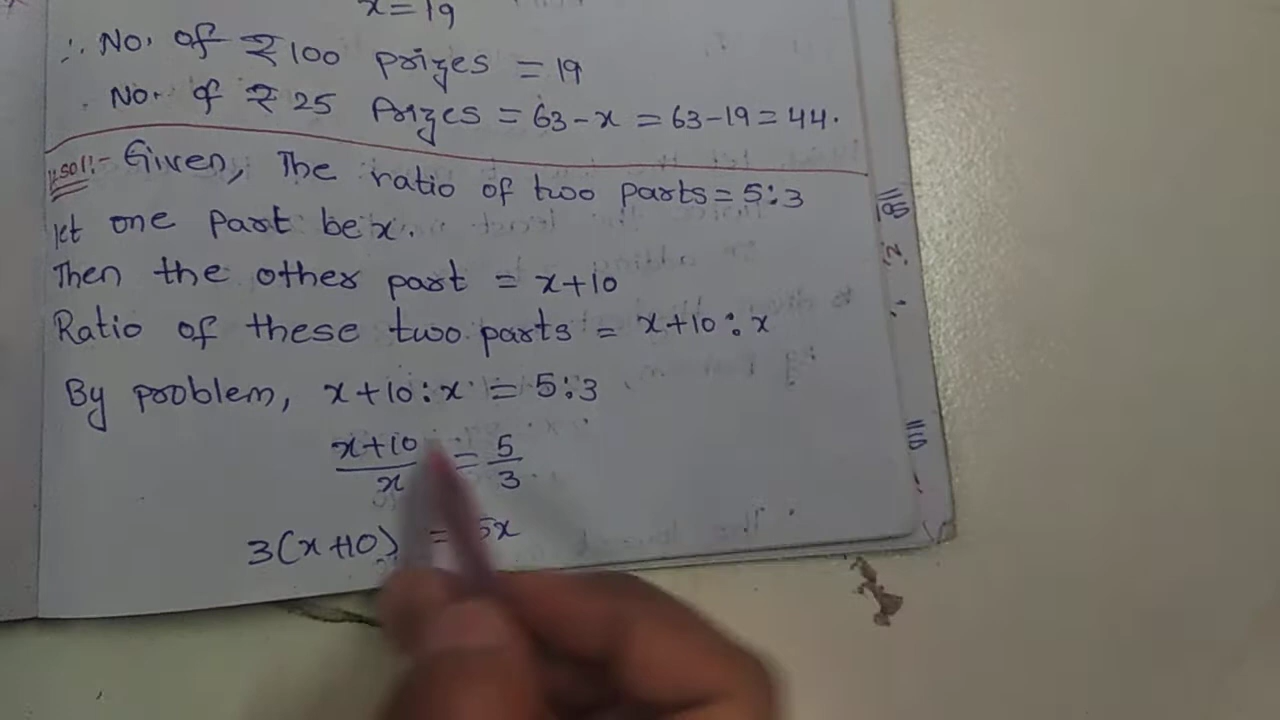 x=19
∴ No. of ₹100 prizes = 19
No. of ₹25 Prizes = 63-x = 63-19=44.
sol:- Given, The ratio of two parts=5:3
let one part be x.
Then the other part = x+10
Ratio of these two parts = x+10:x
By problem, x+10:x = 5:3
x+10/x = 5/3
3(x+10) = 5x